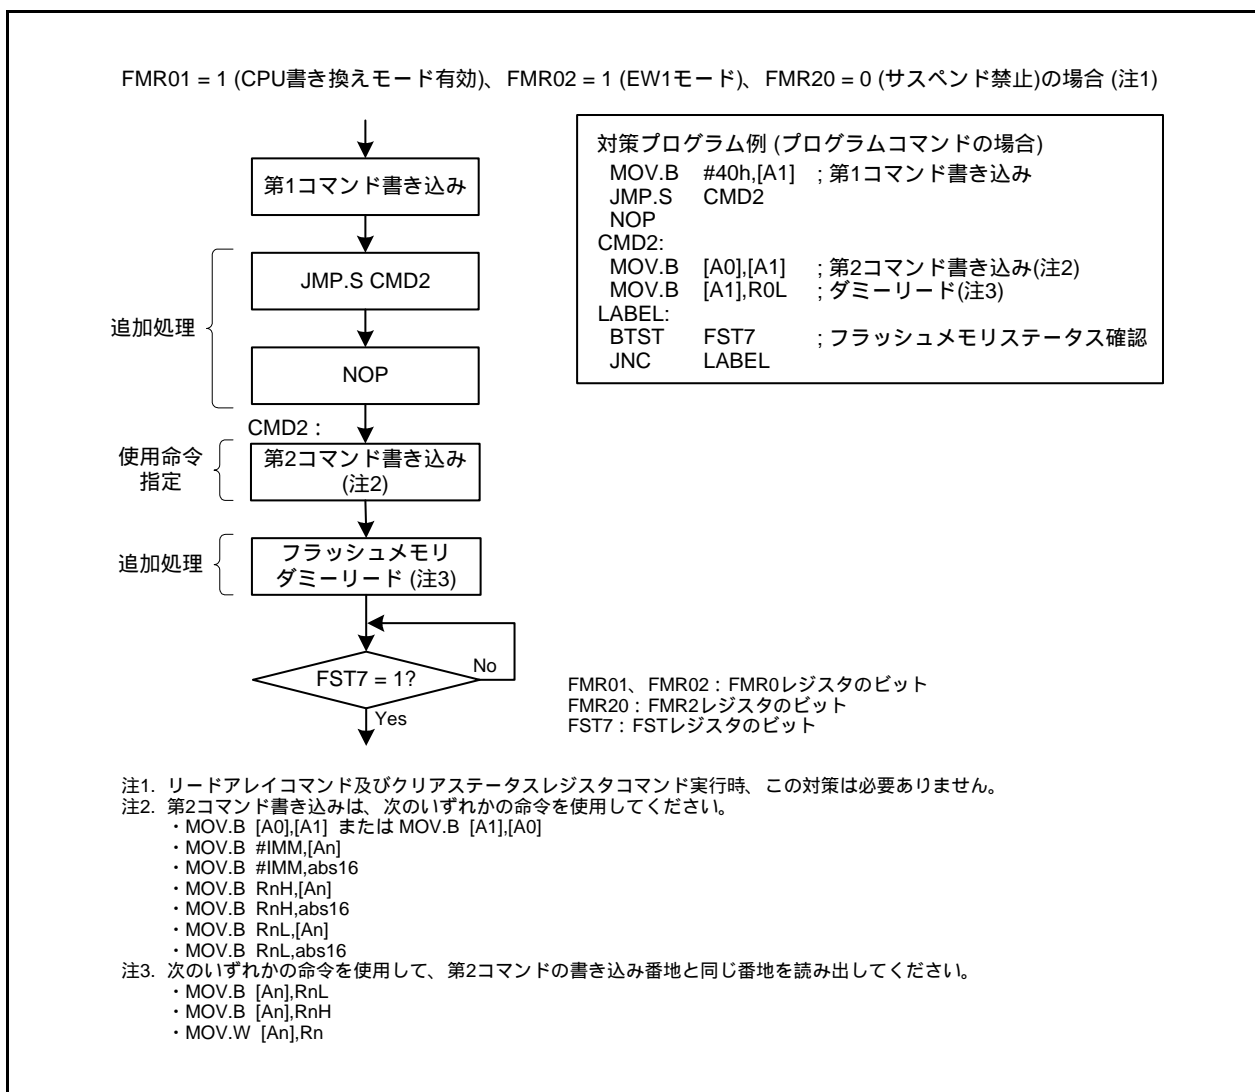 FMR01 = 1 (CPU書き換えモード有効)、FMR02 = 1 (EW1モード)、FMR20 = 0 (サスペンド禁止)の場合 (注1)
第1コマンド書き込み
追加処理
JMP.S CMD2
NOP
CMD2 :
使用命令
指定
第2コマンド書き込み
(注2)
追加処理
フラッシュメモリ
ダミーリード (注3)
FST7 = 1?
No
Yes
対策プログラム例 (プログラムコマンドの場合)
MOV.B #40h,[A1] ; 第1コマンド書き込み
JMP.S CMD2
NOP
CMD2:
MOV.B [A0],[A1] ; 第2コマンド書き込み(注2)
MOV.B [A1],R0L ; ダミーリード(注3)
LABEL:
BTST FST7 ; フラッシュメモリステータス確認
JNC LABEL
FMR01、FMR02 : FMR0レジスタのビット
FMR20 : FMR2レジスタのビット
FST7 : FSTレジスタのビット
注1. リードアレイコマンド及びクリアステータスレジスタコマンド実行時、この対策は必要ありません。
注2. 第2コマンド書き込みは、次のいずれかの命令を使用してください。
・MOV.B [A0],[A1] または MOV.B [A1],[A0]
・MOV.B #IMM,[An]
・MOV.B #IMM,abs16
・MOV.B RnH,[An]
・MOV.B RnH,abs16
・MOV.B RnL,[An]
・MOV.B RnL,abs16
注3. 次のいずれかの命令を使用して、第2コマンドの書き込み番地と同じ番地を読み出してください。
・MOV.B [An],RnL
・MOV.B [An],RnH
・MOV.W [An],Rn